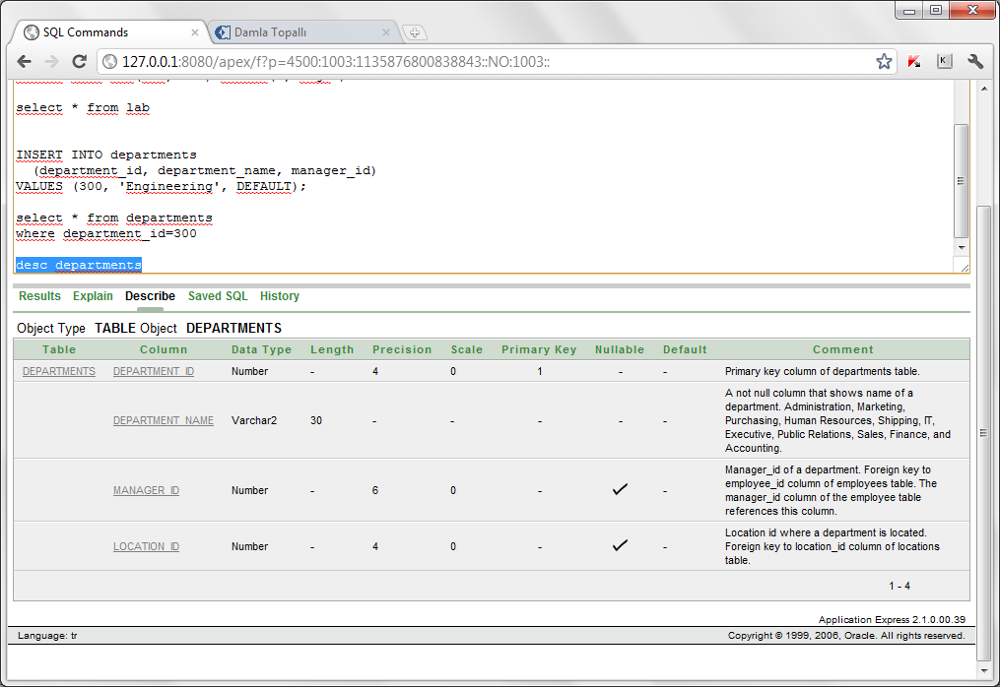 SQL Commands
Damla Topallı
127.0.0.1:8080/apex/f?p=4500:1003:1135876800838843::NO:1003::
select * from lab
INSERT INTO departments
(department_id, department_name, manager_id)
VALUES (300, 'Engineering', DEFAULT);
select * from departments
where department_id=300
desc departments
Results Explain Describe Saved SQL History
Object Type TABLE Object DEPARTMENTS
Table Column Data Type Length Precision Scale Primary Key Nullable Default Comment
DEPARTMENTS DEPARTMENT_ID Number - 4 0 1 - - Primary key column of departments table.
DEPARTMENT_NAME Varchar2 30 - - - - - A not null column that shows name of a
department. Administration, Marketing,
Purchasing, Human Resources, Shipping, IT,
Executive, Public Relations, Sales, Finance, and
Accounting.
MANAGER_ID Number - 6 0 - - Manager_id of a department. Foreign key to
employee_id column of employees table. The
manager_id column of the employee table
references this column.
LOCATION_ID Number - 4 0 - - Location id where a department is located.
Foreign key to location_id column of locations
table.
1 - 4
Application Express 2.1.0.00.39
Language: tr Copyright © 1999, 2006, Oracle. All rights reserved.